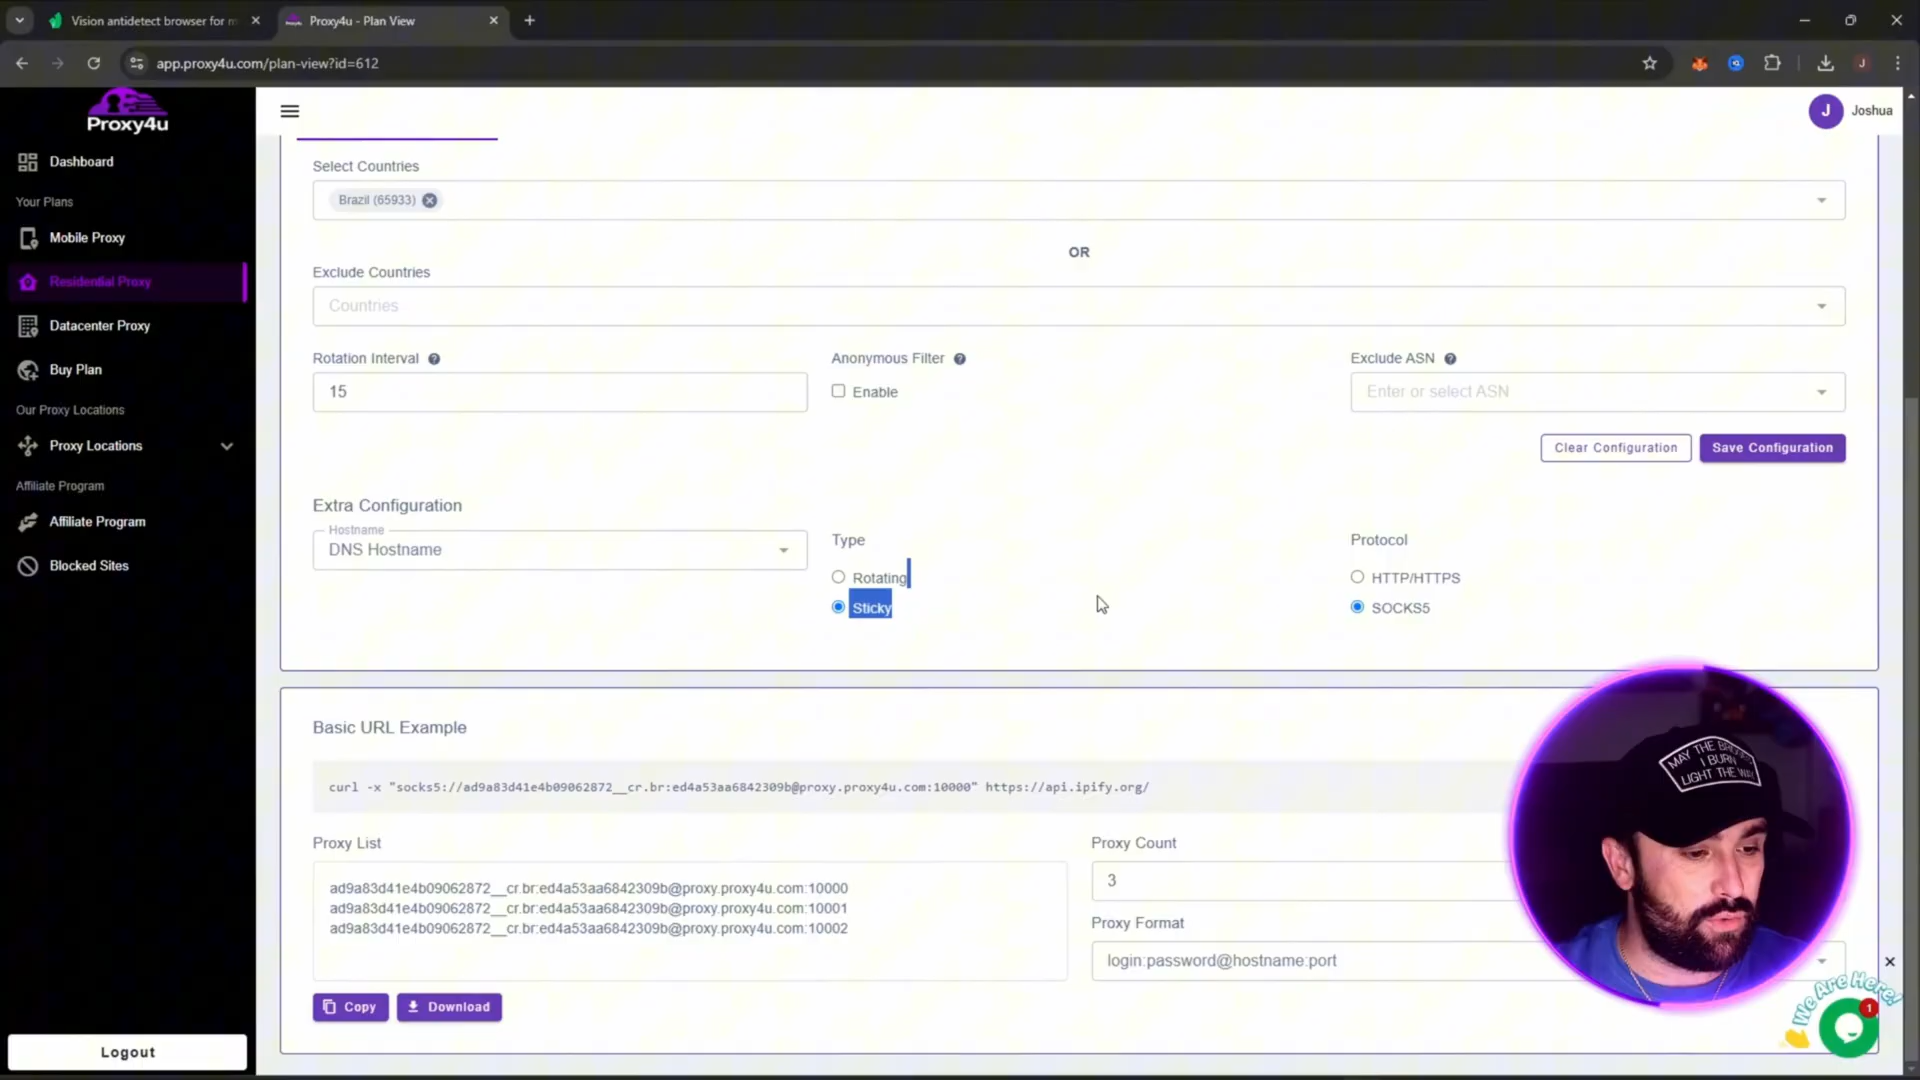 Vision antidetect browser for m
Proxy4u - Plan View
app.proxy4u.com/plan-view?id=612
J
Proxy4u
J
Joshua
Dashboard
Your Plans
Mobile Proxy
Residential Proxy
Datacenter Proxy
Buy Plan
Our Proxy Locations
Proxy Locations
Affiliate Program
Affiliate Program
Blocked Sites
Logout
Select Countries
Brazil (65933)
OR
Exclude Countries
Countries
Rotation Interval
15
Anonymous Filter
Enable
Exclude ASN
Enter or select ASN
Clear Configuration
Save Configuration
Extra Configuration
Hostname
DNS Hostname
Type
Rotating
Sticky
Protocol
HTTP/HTTPS
SOCKS5
Basic URL Example
curl -x "socks5://ad9a83d41e4b09062872__cr.br:ed4a53aa6842309b@proxy.proxy4u.com:10000" https://api.ipify.org/
Proxy List
ad9a83d41e4b09062872__cr.br:ed4a53aa6842309b@proxy.proxy4u.com:10000
ad9a83d41e4b09062872__cr.br:ed4a53aa6842309b@proxy.proxy4u.com:10001
ad9a83d41e4b09062872__cr.br:ed4a53aa6842309b@proxy.proxy4u.com:10002
Copy
Download
Proxy Count
3
Proxy Format
login:password@hostname:port
MAY THE
I BURN
LIGHT THE WAY
We Are Here!
1